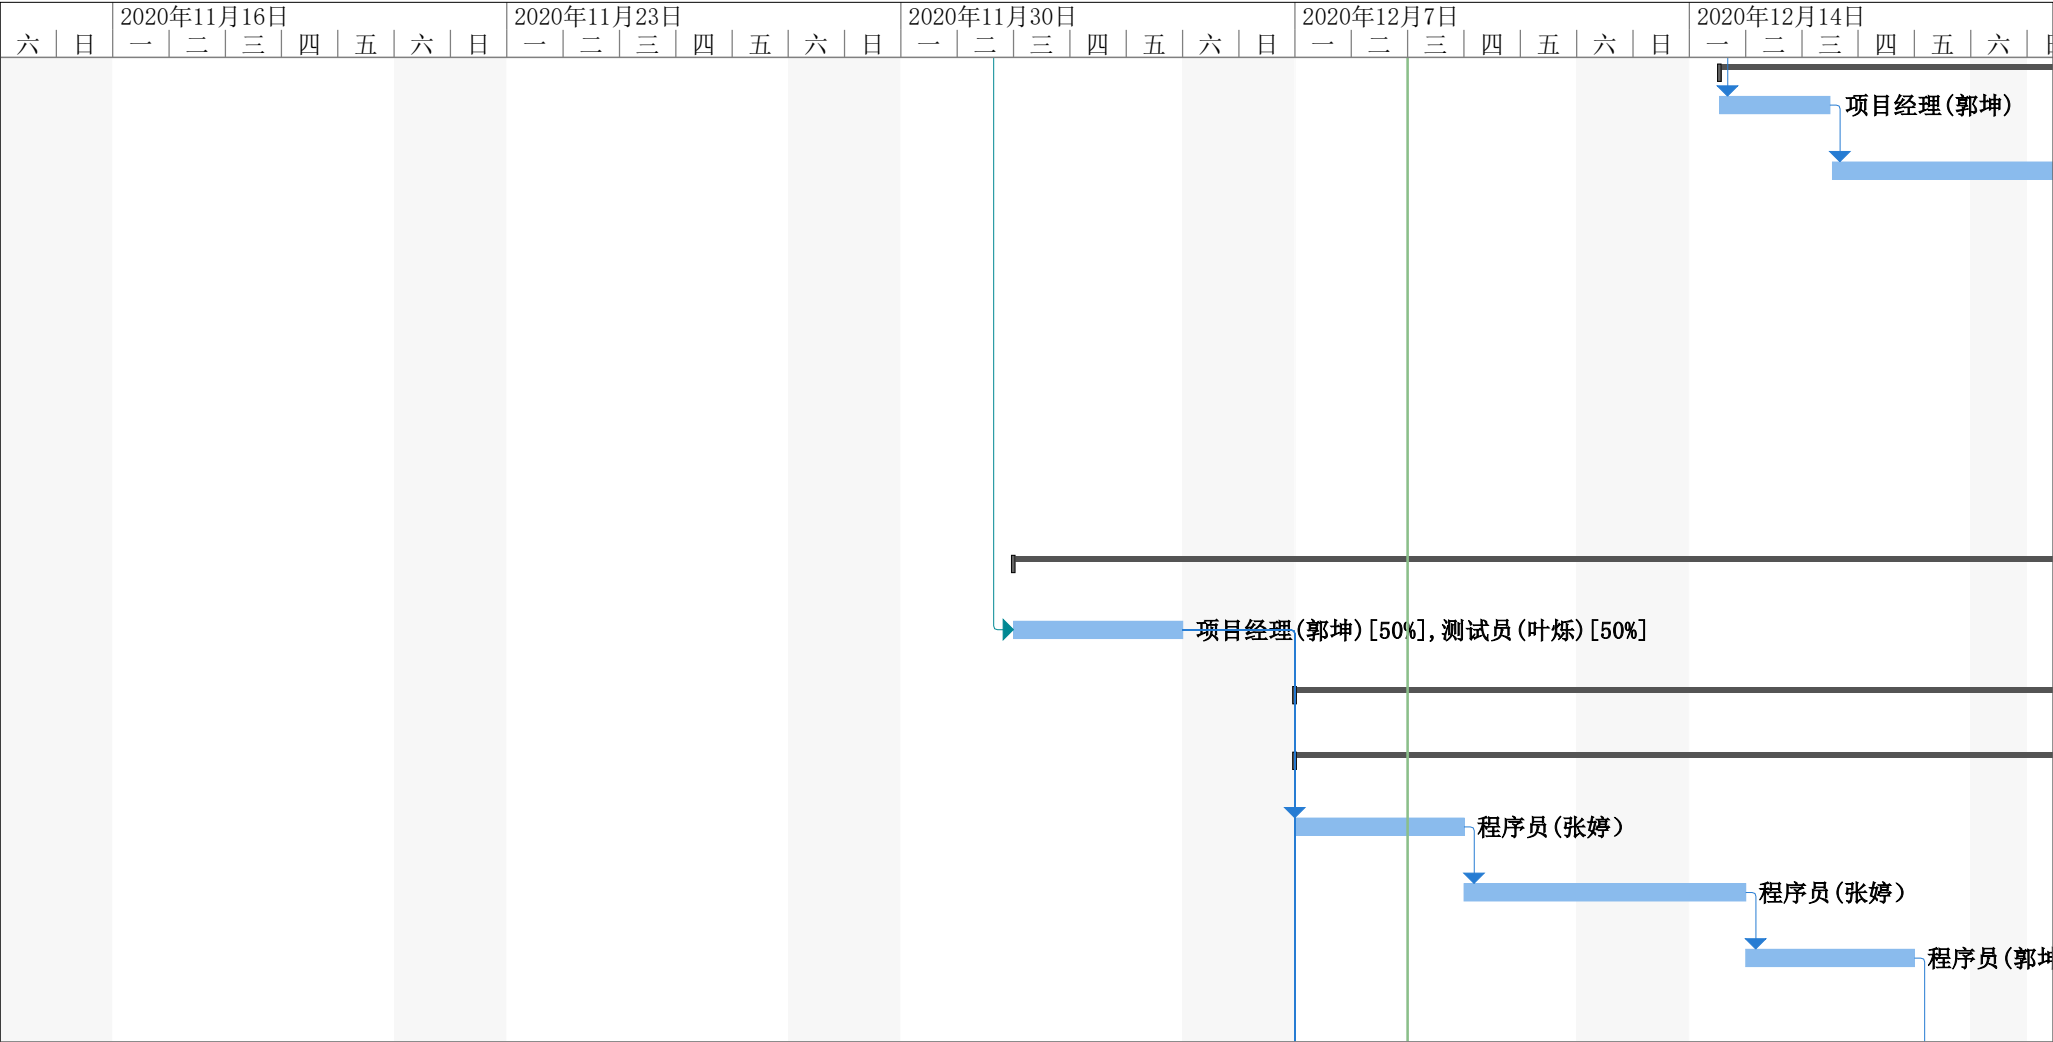 2020年11月16日 2020年11月23日 2020年11月30日 2020年12月7日 2020年12月14日
六 日 一 二 三 四 五 六 日 一 二 三 四 五 六 日 一 二 三 四 五 六 日 一 二 三 四 五 六 日 一 二 三 四 五 六 日
项目经理(郭坤)
项目经理(郭坤)[50%],测试员(叶烁)[50%]
程序员(张婷)
程序员(张婷)
程序员(郭坤